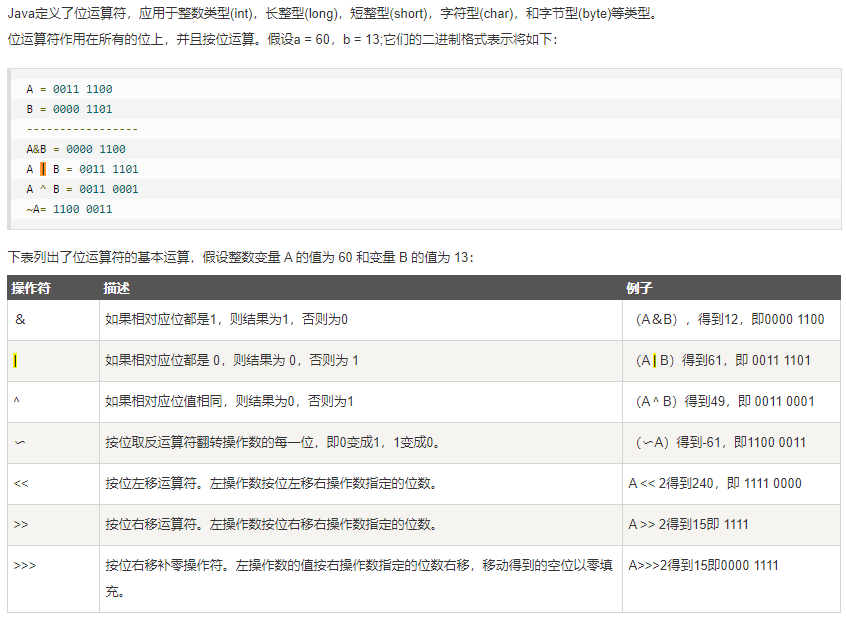 Java定义了位运算符，应用于整数类型(int)，长整型(long)，短整型(short)，字符型(char)，和字节型(byte)等类型。
位运算符作用在所有的位上，并且按位运算。假设a = 60，b = 13;它们的二进制格式表示将如下：
A = 0011 1100
B = 0000 1101
-----------------
A&B = 0000 1100
A | B = 0011 1101
A ^ B = 0011 0001
~A= 1100 0011
下表列出了位运算符的基本运算，假设整数变量 A 的值为 60 和变量 B 的值为 13：
操作符 描述 例子
＆ 如果相对应位都是1，则结果为1，否则为0 （A＆B），得到12，即0000 1100
| 如果相对应位都是 0，则结果为 0，否则为 1 （A | B）得到61，即 0011 1101
^ 如果相对应位值相同，则结果为0，否则为1 （A ^ B）得到49，即 0011 0001
〜 按位取反运算符翻转操作数的每一位，即0变成1，1变成0。 （〜A）得到-61，即1100 0011
<< 按位左移运算符。左操作数按位左移右操作数指定的位数。 A << 2得到240，即 1111 0000
>> 按位右移运算符。左操作数按位右移右操作数指定的位数。 A >> 2得到15即 1111
>>> 按位右移补零操作符。左操作数的值按右操作数指定的位数右移，移动得到的空位以零填 A>>>2得到15即0000 1111
充。